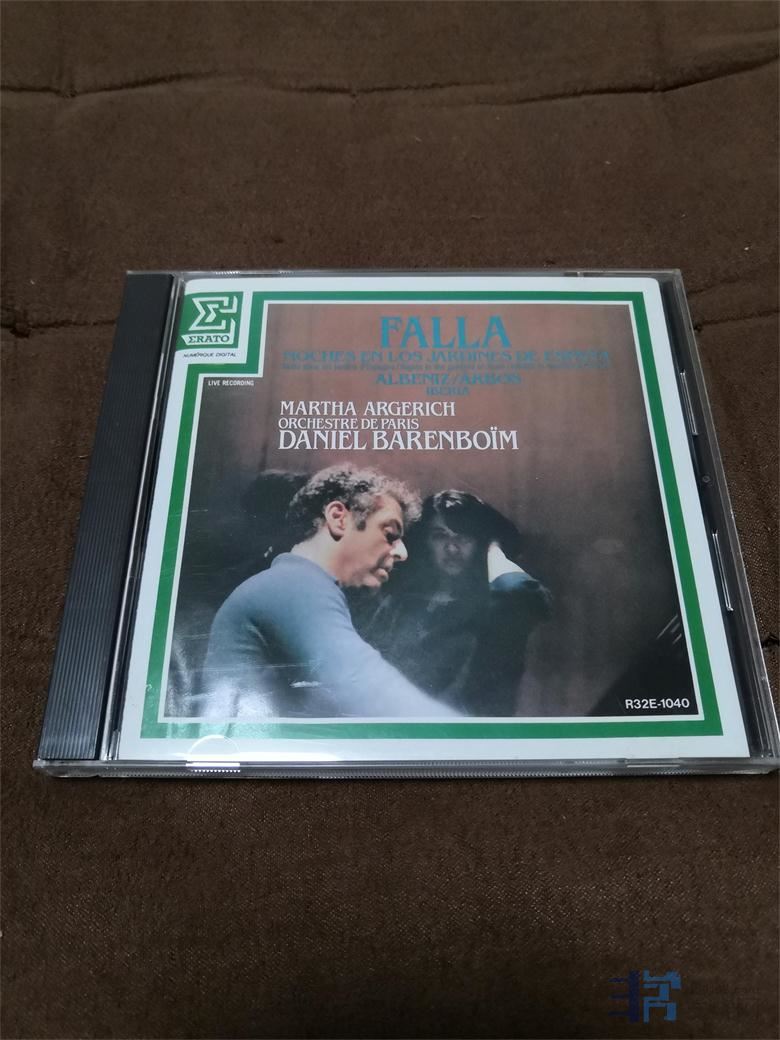 ERATO
NUMÉRIQUE DIGITAL
LIVE RECORDING
FALLA
NOCHES EN LOS JARDINES DE ESPAÑA
ALBENIZ/ARBOS
IBERIA
MARTHA ARGERICH
ORCHESTRE DE PARIS
DANIEL BARENBOÏM
R32E-1040